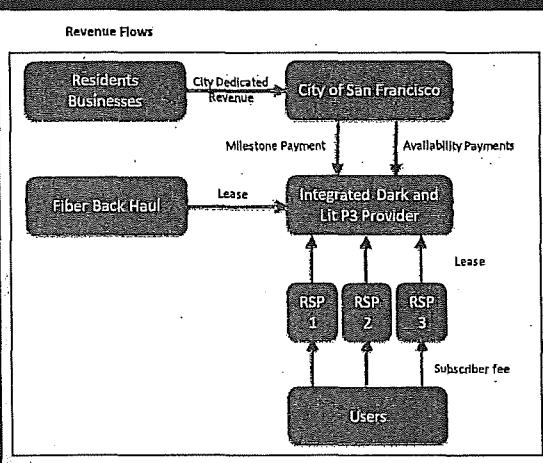 Revenue Flows
Residents
Businesses
City Dedicated
Revenue
City of San Francisco
Milestone Payment
Availability Payments
Fiber Back Haul
Lease
Integrated Dark and
Lit P3 Provider
Lease
RSP
1
RSP
2
RSP
3
Subscriber fee
Users